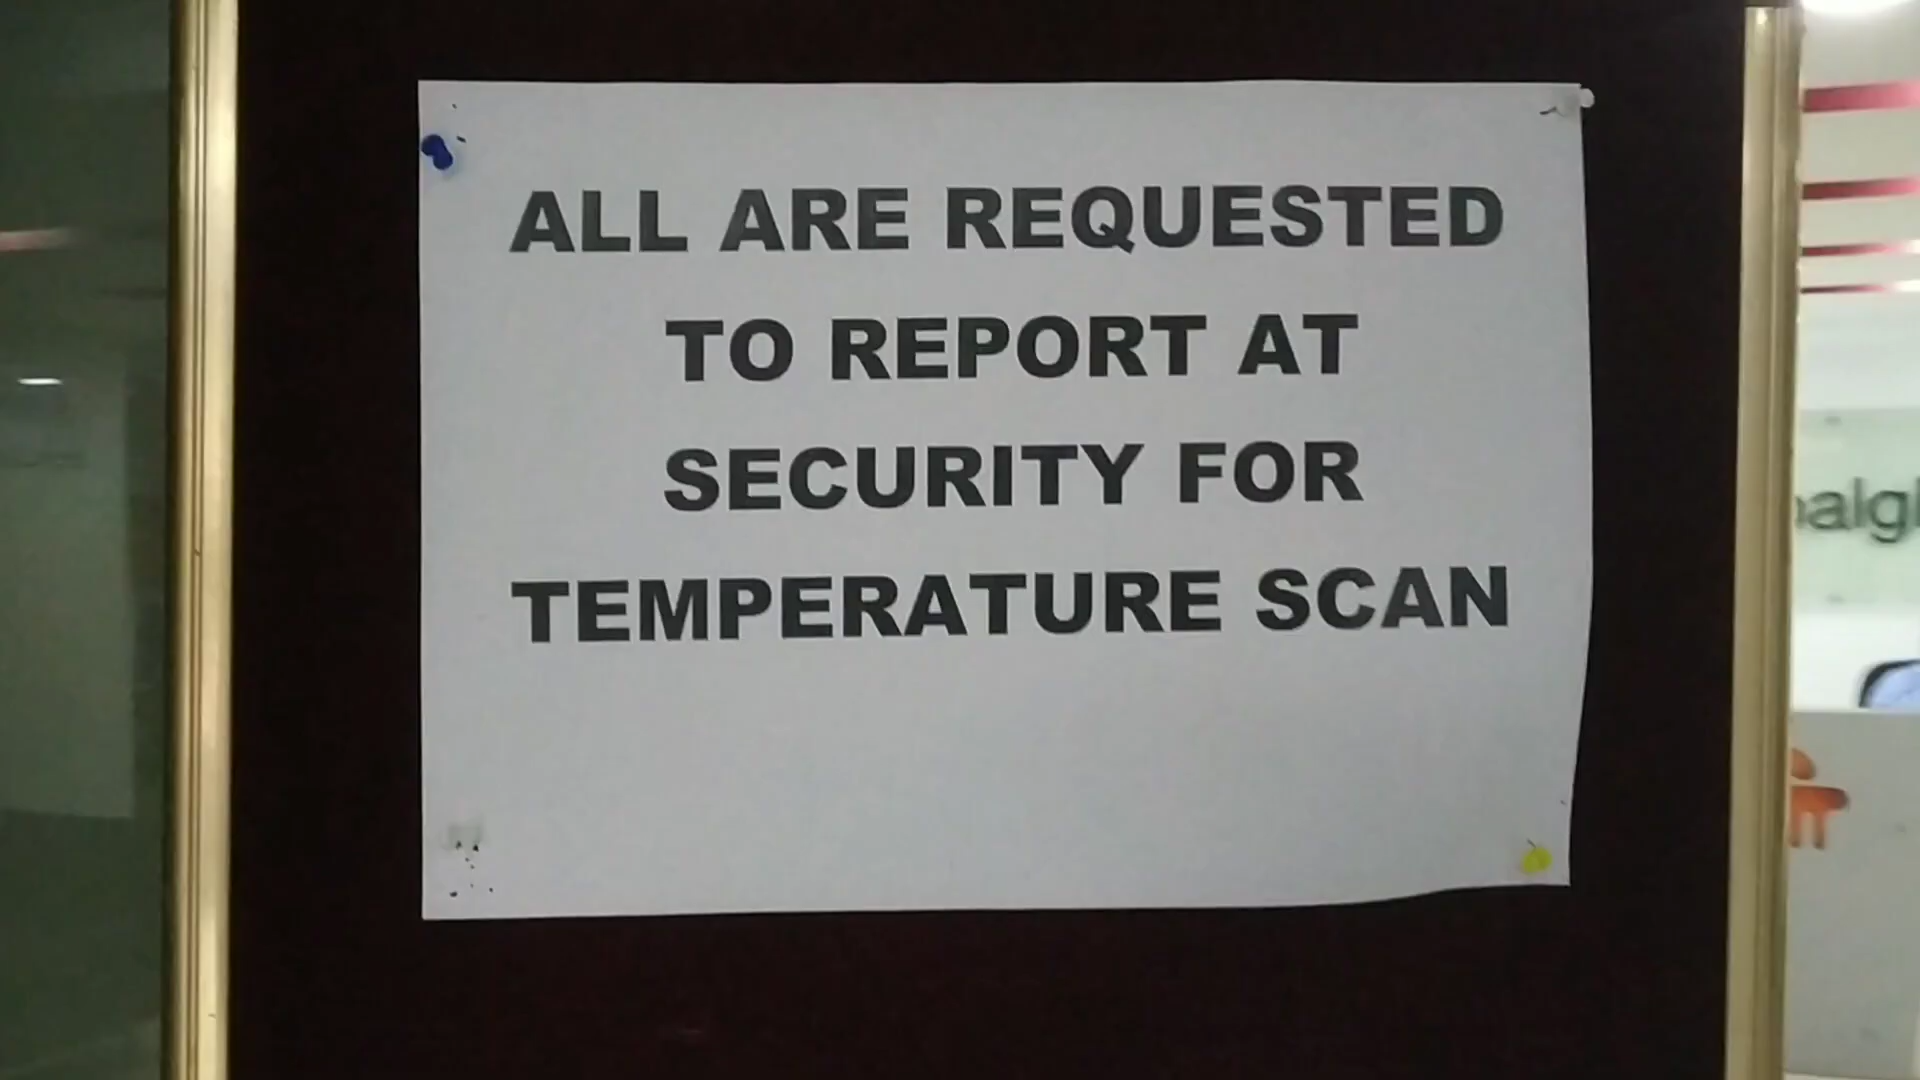 ALL ARE REQUESTED
TO REPORT AT
SECURITY FOR
TEMPERATURE SCAN